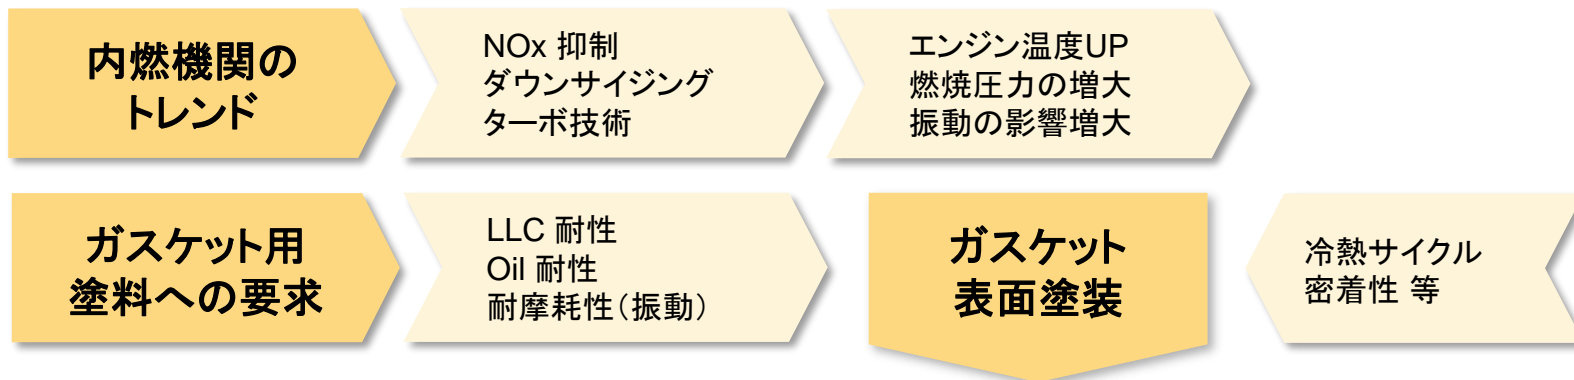 内燃機関の
トレンド
NOx 抑制
ダウンサイジング
ターボ技術
エンジン温度UP
燃焼圧力の増大
振動の影響増大
ガスケット用
塗料への要求
LLC 耐性
Oil 耐性
耐摩耗性(振動)
ガスケット
表面塗装
冷熱サイクル
密着性 等